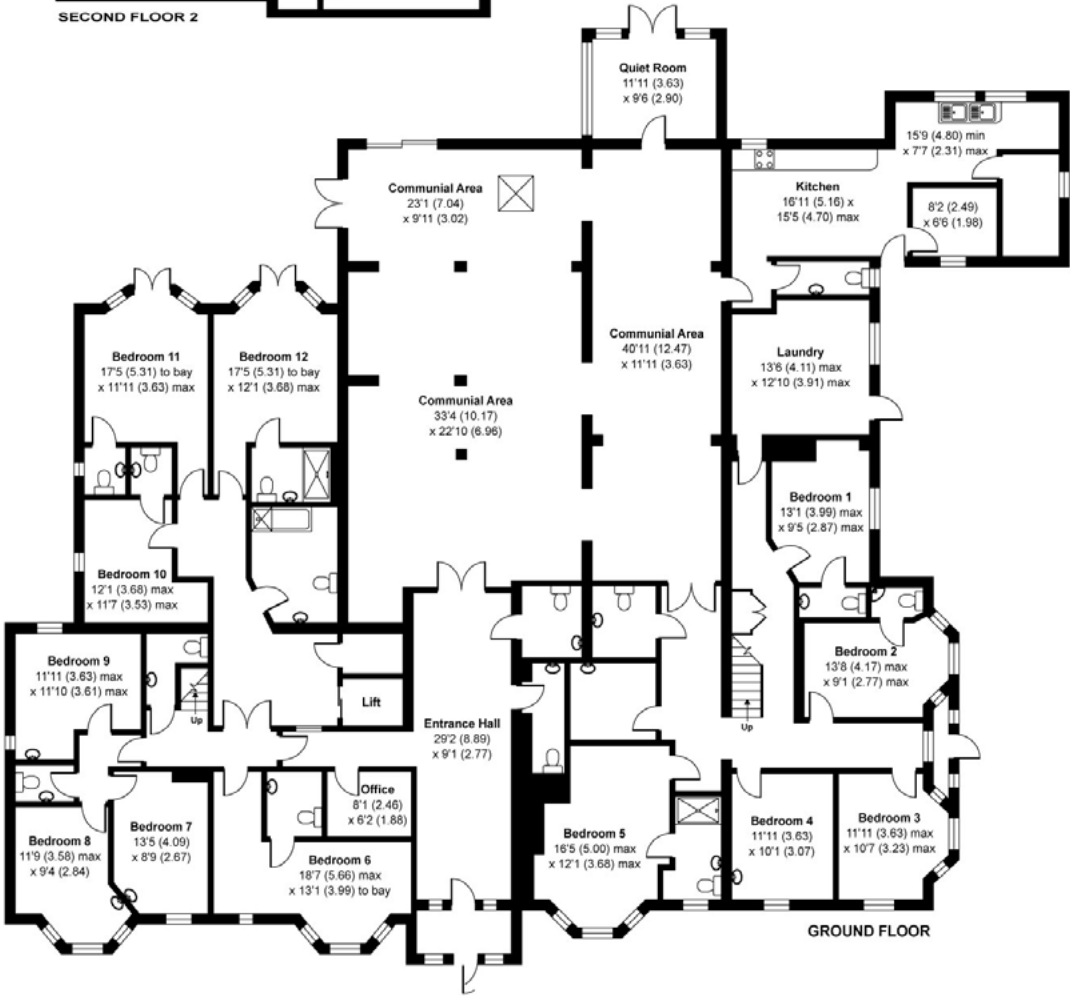 SECOND FLOOR 2
Quiet Room
11'11 (3.63)
x 9'6 (2.90)
15'9 (4.80) min
x 7'7 (2.31) max
Communial Area
23'1 (7.04)
x 9'11 (3.02)
Kitchen
16'11 (5.16) x
15'5 (4.70) max
8'2 (2.49)
x 6'6 (1.98)
Communial Area
40'11 (12.47)
x 11'11 (3.63)
Bedroom 11
17'5 (5.31) to bay
x 11'11 (3.63) max
Bedroom 12
17'5 (5.31) to bay
x 12'1 (3.68) max
Laundry
13'6 (4.11) max
x 12'10 (3.91) max
Communial Area
33'4 (10.17)
x 22'10 (6.96)
Bedroom 1
13'1 (3.99) max
x 9'5 (2.87) max
Bedroom 10
12'1 (3.68) max
x 11'7 (3.53) max
Bedroom 9
11'11 (3.63) max
x 11'10 (3.61) max
Bedroom 2
13'8 (4.17) max
x 9'1 (2.77) max
Lift
Up
Up
Entrance Hall
29'2 (8.89)
x 9'1 (2.77)
Office
8'1 (2.46)
x 6'2 (1.88)
Bedroom 8
11'9 (3.58) max
x 9'4 (2.84)
Bedroom 7
13'5 (4.09)
x 8'9 (2.67)
Bedroom 6
18'7 (5.66) max
x 13'1 (3.99) to bay
Bedroom 5
16'5 (5.00) max
x 12'1 (3.68) max
Bedroom 4
11'11 (3.63)
x 10'1 (3.07)
Bedroom 3
11'11 (3.63) max
x 10'7 (3.23) max
GROUND FLOOR